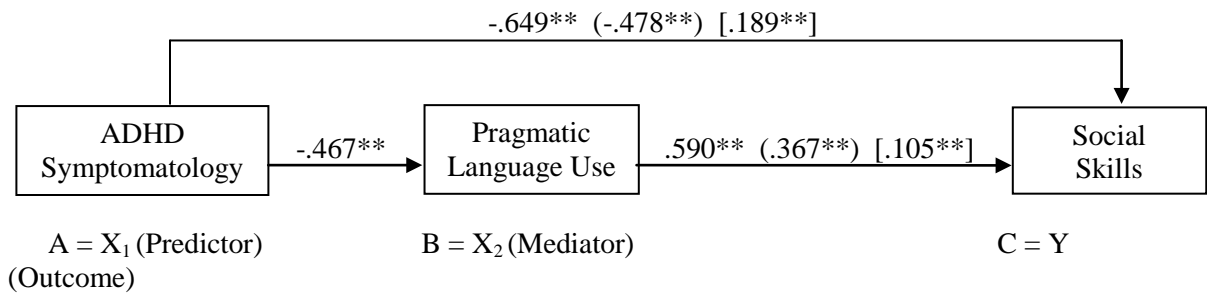 -.649** (-.478**) [.189**]
ADHD
Symptomatology
-.467**
Pragmatic
Language Use
.590** (.367**) [.105**]
Social
Skills
A = X₁ (Predictor) B = X₂ (Mediator) C = Y
(Outcome)